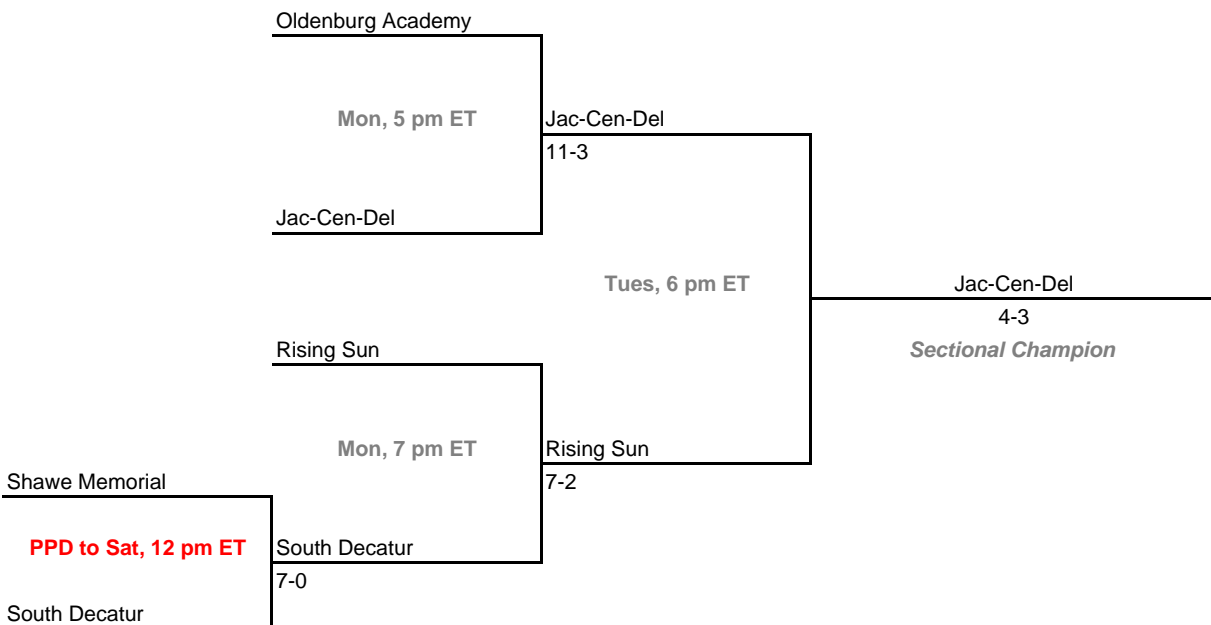 Oldenburg Academy
Mon, 5 pm ET
Jac-Cen-Del
11-3
Jac-Cen-Del
Tues, 6 pm ET
Jac-Cen-Del
4-3
Sectional Champion
Rising Sun
Mon, 7 pm ET
Rising Sun
7-2
Shawe Memorial
PPD to Sat, 12 pm ET
South Decatur
7-0
South Decatur